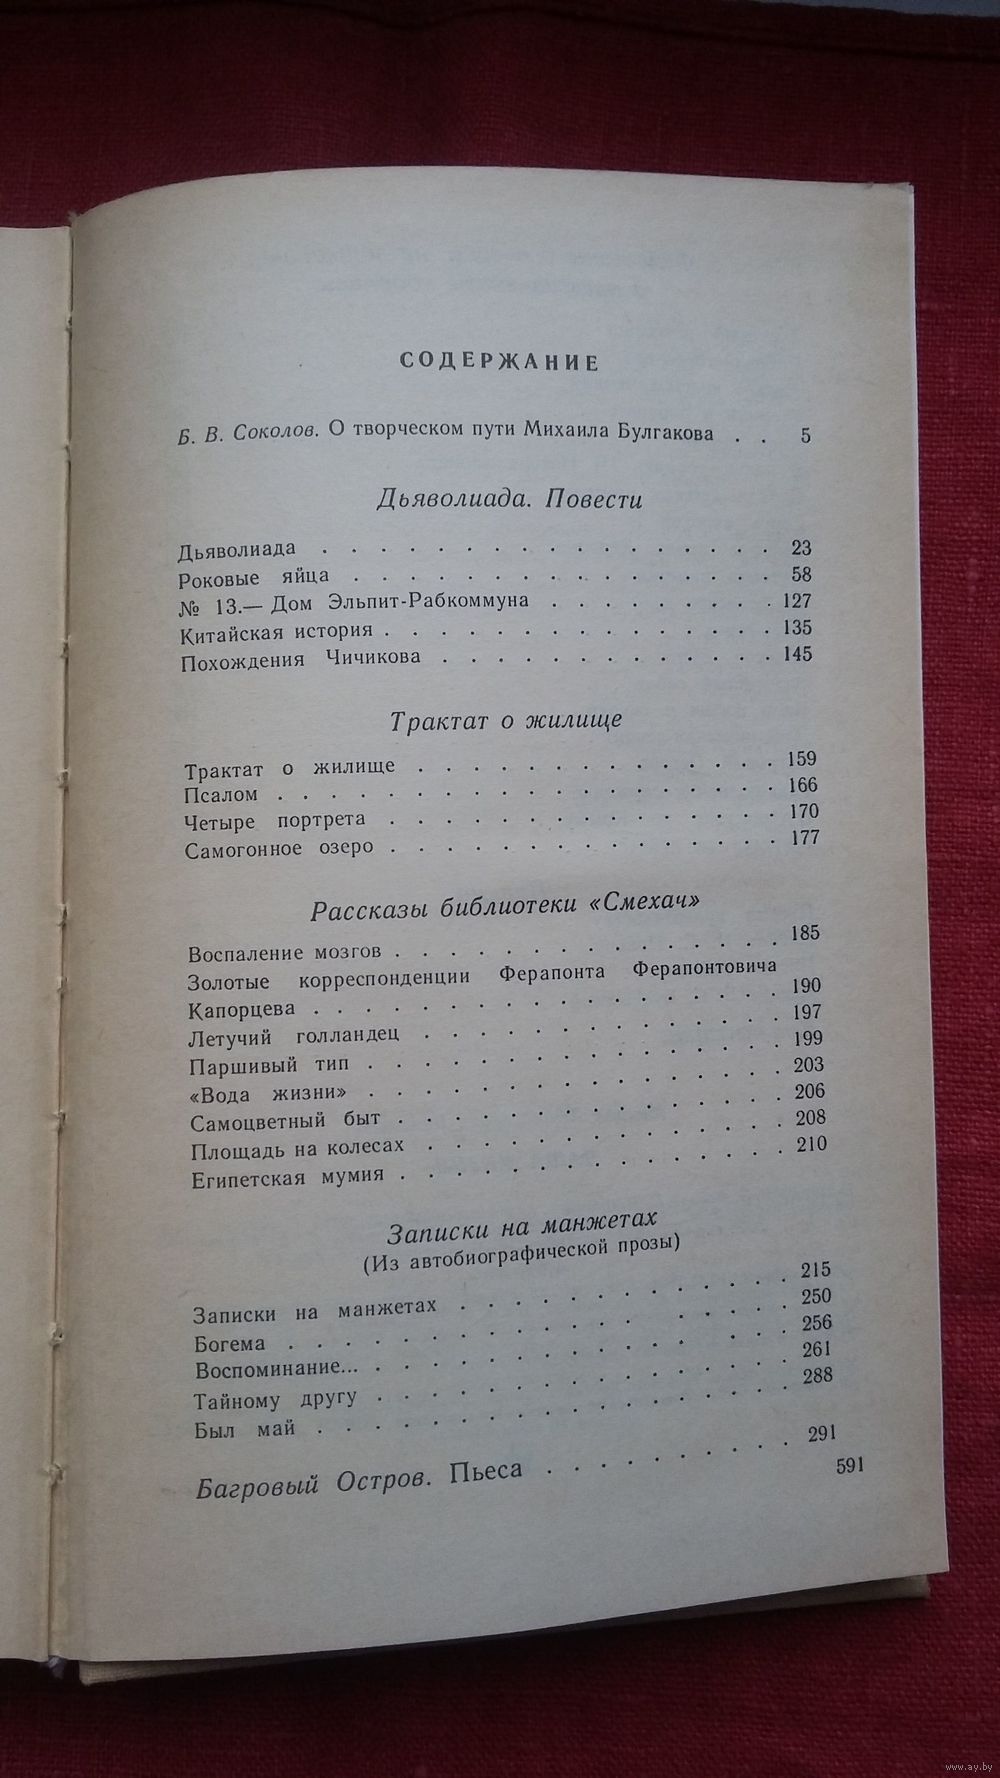 СОДЕРЖАНИЕ
Б. В. Соколов. О творческом пути Михаила Булгакова . . 5
Дьяволиада. Повести
Дьяволиада . . . . . . . . . . . . . . . . . 23
Роковые яйца . . . . . . . . . . . . . . . . 58
№ 13.— Дом Эльпит-Рабкоммуна . . . . . . . . . 127
Китайская история . . . . . . . . . . . . . . . 135
Похождения Чичикова . . . . . . . . . . . . . 145
Трактат о жилище
Трактат о жилище . . . . . . . . . . . . . . 159
Псалом . . . . . . . . . . . . . . . . . . . 166
Четыре портрета . . . . . . . . . . . . . . . 170
Самогонное озеро . . . . . . . . . . . . . . . 177
Рассказы библиотеки «Смехач»
Воспаление мозгов . . . . . . . . . . . . . . . 185
Золотые корреспонденции Ферапонта Ферапонтовича
Капорцева . . . . . . . . . . . . . . . . . . 190
Летучий голландец . . . . . . . . . . . . . . 197
Паршивый тип . . . . . . . . . . . . . . . . 199
«Вода жизни» . . . . . . . . . . . . . . . . 203
Самоцветный быт . . . . . . . . . . . . . . . 206
Площадь на колесах . . . . . . . . . . . . . . 208
Египетская мумия . . . . . . . . . . . . . . . 210
Записки на манжетах
(Из автобиографической прозы)
Записки на манжетах . . . . . . . . . . . . . 215
Богема . . . . . . . . . . . . . . . . . . . 250
Воспоминание... . . . . . . . . . . . . . . . . 256
Тайному другу . . . . . . . . . . . . . . . . 261
Был май . . . . . . . . . . . . . . . . . . 288
Багровый Остров. Пьеса . . . . . . . . . 291
591
www.ay.by